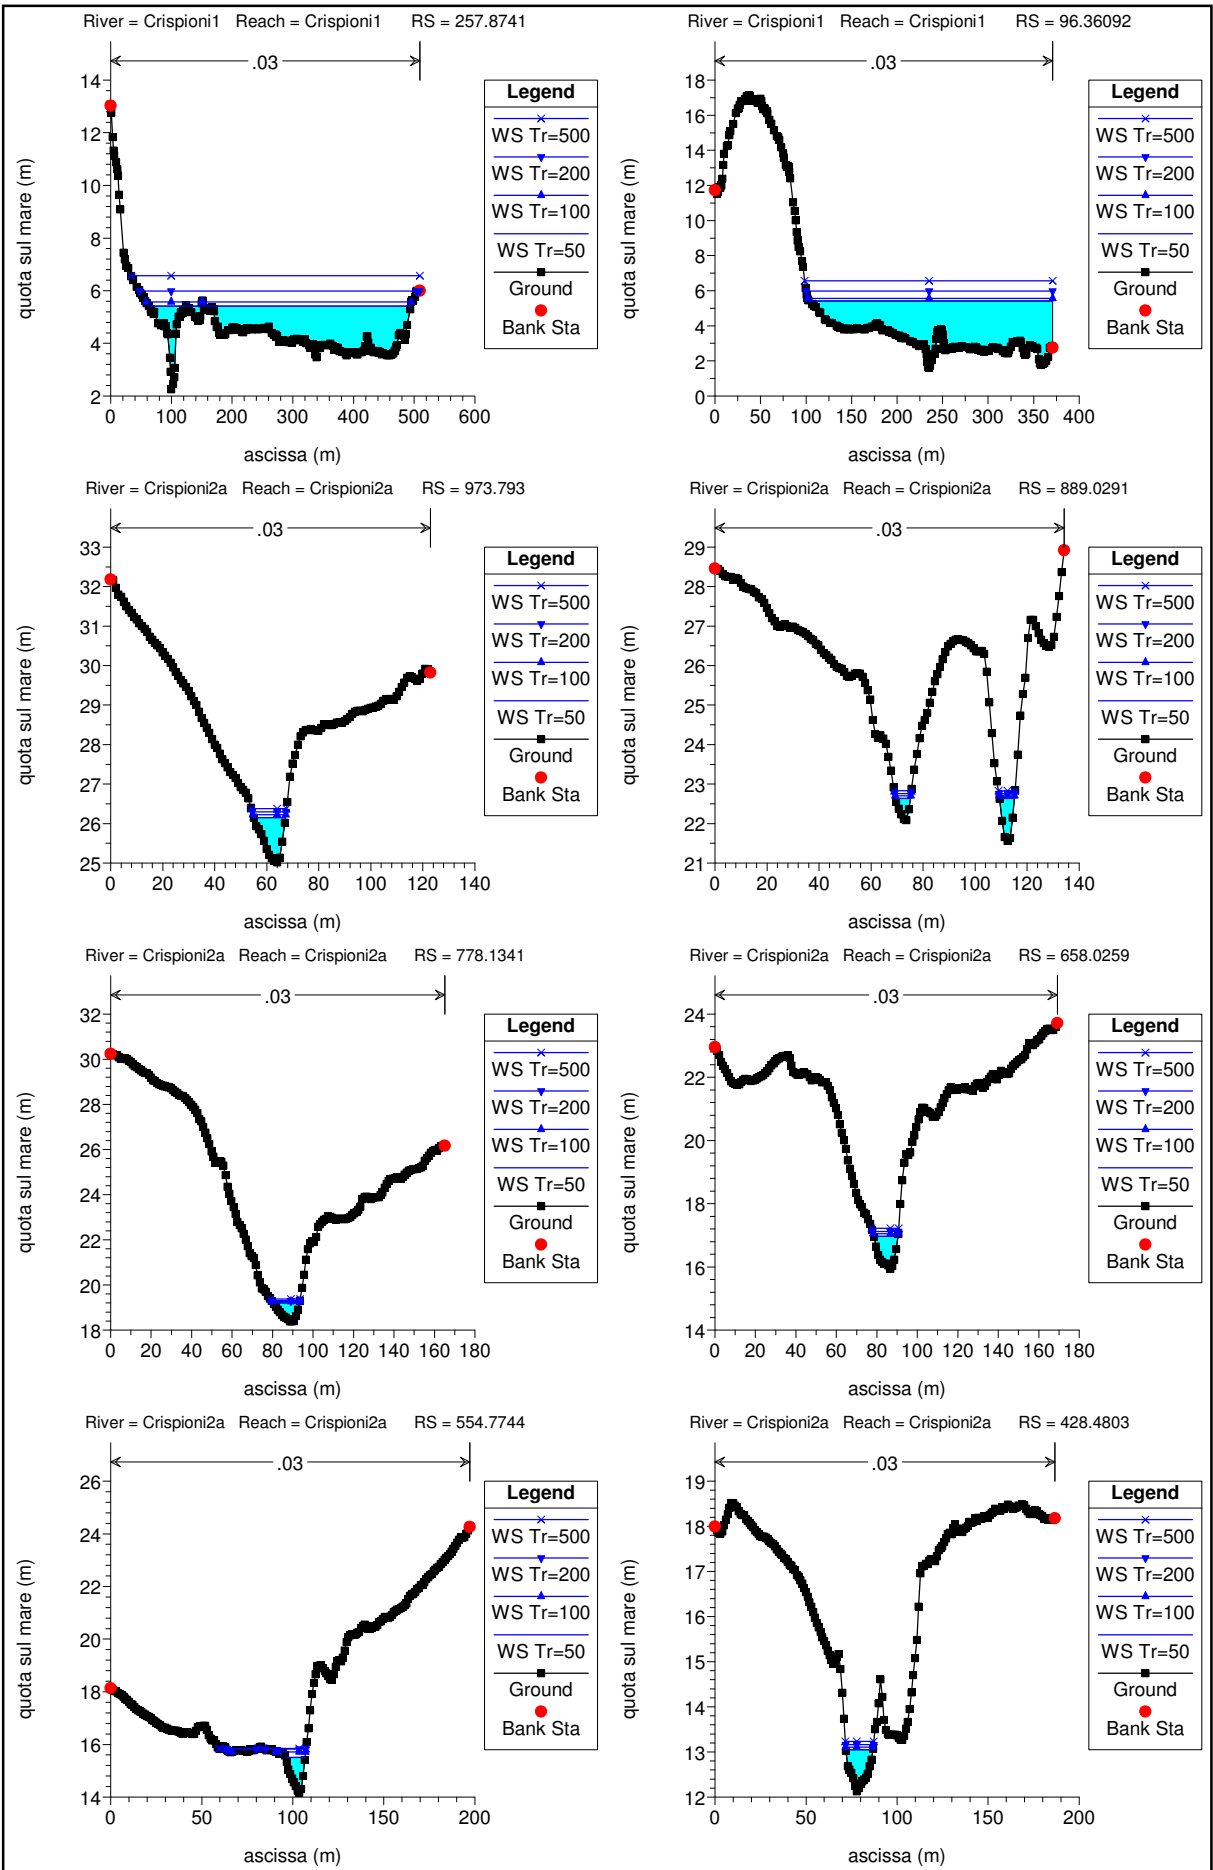 River = Crispioni1 Reach = Crispioni1 RS = 257.8741
.03
14
12
10
8
6
4
2
0 100 200 300 400 500 600
quota sul mare (m)
ascissa (m)
Legend
WS Tr=500
WS Tr=200
WS Tr=100
WS Tr=50
Ground
Bank Sta
River = Crispioni1 Reach = Crispioni1 RS = 96.36092
.03
18
16
14
12
10
8
6
4
2
0
0 50 100 150 200 250 300 350 400
quota sul mare (m)
ascissa (m)
Legend
WS Tr=500
WS Tr=200
WS Tr=100
WS Tr=50
Ground
Bank Sta
River = Crispioni2a Reach = Crispioni2a RS = 973.793
.03
33
32
31
30
29
28
27
26
25
0 20 40 60 80 100 120 140
quota sul mare (m)
ascissa (m)
Legend
WS Tr=500
WS Tr=200
WS Tr=100
WS Tr=50
Ground
Bank Sta
River = Crispioni2a Reach = Crispioni2a RS = 889.0291
.03
29
28
27
26
25
24
23
22
21
0 20 40 60 80 100 120 140
quota sul mare (m)
ascissa (m)
Legend
WS Tr=500
WS Tr=200
WS Tr=100
WS Tr=50
Ground
Bank Sta
River = Crispioni2a Reach = Crispioni2a RS = 778.1341
.03
32
30
28
26
24
22
20
18
0 20 40 60 80 100 120 140 160 180
quota sul mare (m)
ascissa (m)
Legend
WS Tr=500
WS Tr=200
WS Tr=100
WS Tr=50
Ground
Bank Sta
River = Crispioni2a Reach = Crispioni2a RS = 658.0259
.03
24
22
20
18
16
14
0 20 40 60 80 100 120 140 160 180
quota sul mare (m)
ascissa (m)
Legend
WS Tr=500
WS Tr=200
WS Tr=100
WS Tr=50
Ground
Bank Sta
River = Crispioni2a Reach = Crispioni2a RS = 554.7744
.03
26
24
22
20
18
16
14
0 50 100 150 200
quota sul mare (m)
ascissa (m)
Legend
WS Tr=500
WS Tr=200
WS Tr=100
WS Tr=50
Ground
Bank Sta
River = Crispioni2a Reach = Crispioni2a RS = 428.4803
.03
19
18
17
16
15
14
13
12
0 50 100 150 200
quota sul mare (m)
ascissa (m)
Legend
WS Tr=500
WS Tr=200
WS Tr=100
WS Tr=50
Ground
Bank Sta